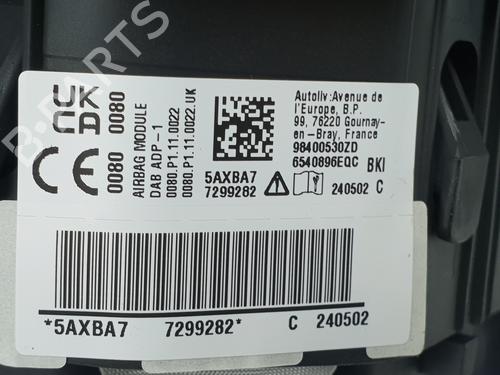 UK
CA
0080
0080
CE
0080
AIRBAG MODULE
DAB ADP-1
0080.P1.11.0022
0080.P1.11.0022.UK
5AXBA7
7299282
Autoliv:Avenue de
l'Europe, B.P.
99, 76220 Gournay-
en-Bray, France
98400530ZD
6540896EQC BKI
240502 C
*5AXBA7 7299282* C 240502
B-PARTS